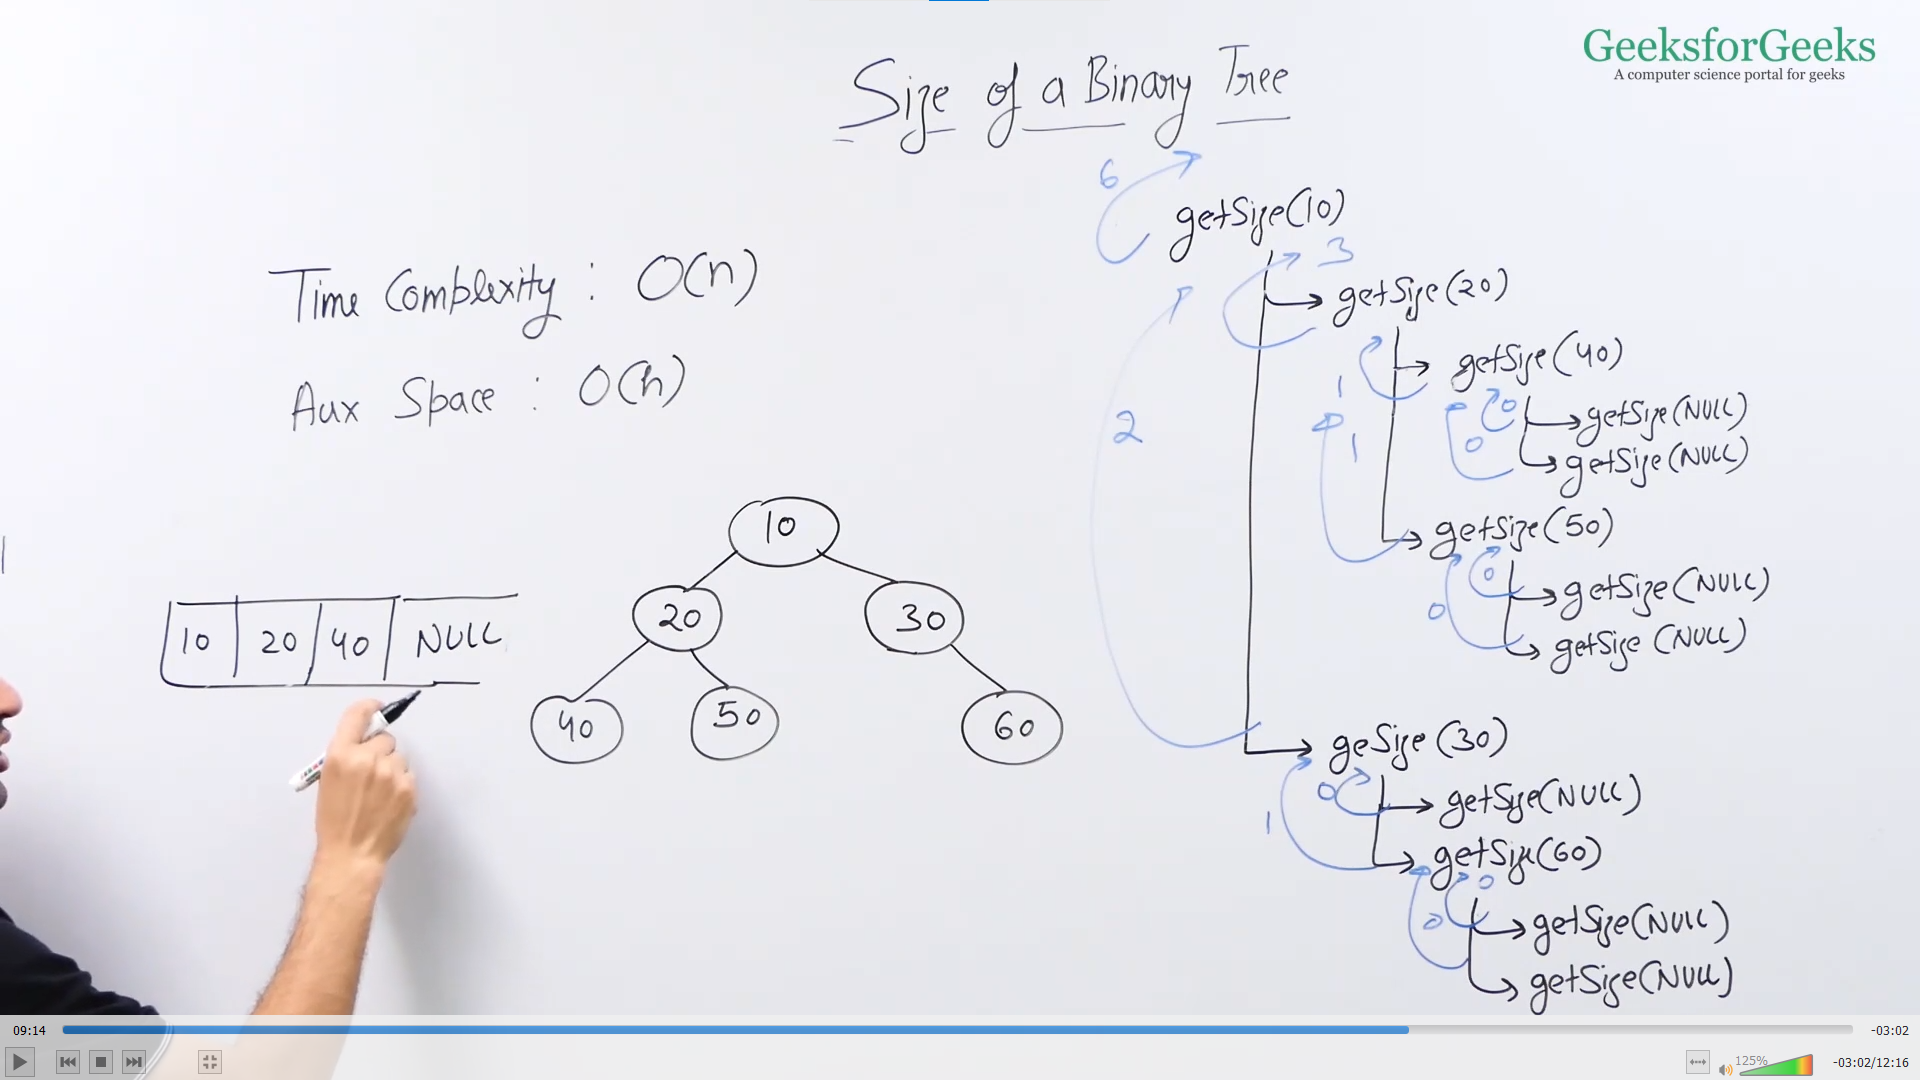 GeeksforGeeks
A computer science portal for geeks
Size of a Binary Tree
Time Complexity : O(n)
Aux Space : O(h)
10 20 40 NULL
10
20 30
40 50 60
6
getSize(10)
3
getSize(20)
getSize(40)
1
0
getSize(NULL)
2
1
0
getSize(NULL)
getSize(50)
0
getSize(NULL)
0
getSize (NULL)
geSize (30)
0
getSize(NULL)
1
getSize(60)
0
0
getSize(NULL)
getSize(NULL)
09:14
-03:02
125%
-03:02/12:16